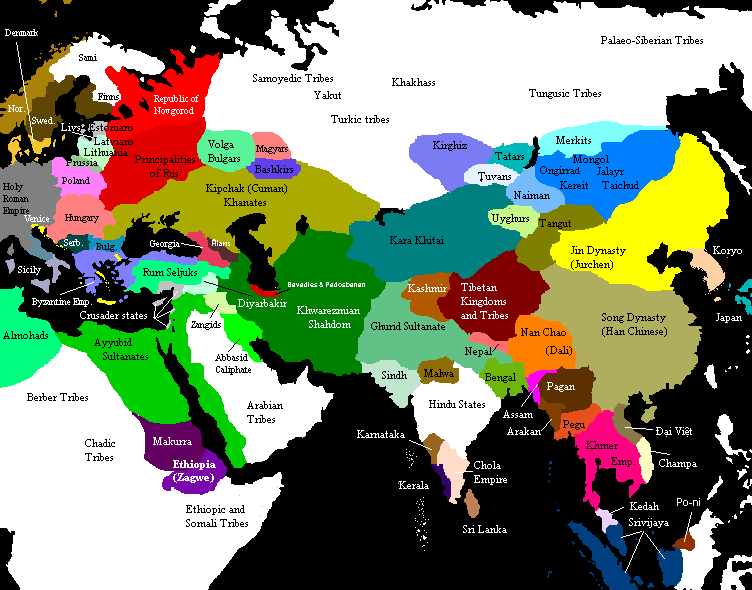 Denmark
Palaeo-Siberian Tribes
Sami
Samoyedic Tribes
Khakhass
Finns
Republic of
Novgorod
Yakut
Tungusic Tribes
Nor.
Swed.
Turkic tribes
Livs
Estonians
Latvians
Lithuania
Prussia
Volga
Bulgars
Magyars
Kirghiz
Merkits
Tatars
Mongol
Ongirrad
Jalayr
Kereit
Taichud
Principalities
of Rus'
Bashkirs
Tuvans
Naiman
Poland
Kipchak (Cuman)
Khanates
Holy
Roman
Empire
Venice
Hungary
Uyghurs
Tangut
Serb.
Bulg.
Georgia
Alans
Kara Khitai
Jin Dynasty
(Jurchen)
Koryo
Sicily
Rum Seljuks
Bavedlis & Pedosbenen
Kashmir
Tibetan
Kingdoms
and Tribes
Byzantine Emp.
Diyarbakir
Crusader states
Zangids
Khwarezmian
Shahdom
Song Dynasty
(Han Chinese)
Japan
Almohads
Ayyubid
Sultanates
Abbasid
Caliphate
Ghurid Sultanate
Nan Chao
(Dali)
Nepal
Sindh
Malwa
Bengal
Pagan
Berber Tribes
Arabian
Tribes
Hindu States
Assam
Arakan
Pegu
Đại Việt
Chadic
Tribes
Makurra
Karnataka
Khmer
Emp.
Champa
Ethiopia
(Zagwe)
Chola
Empire
Kerala
Kedah
Po-ni
Ethiopic and
Somali Tribes
Sri Lanka
Srivijaya